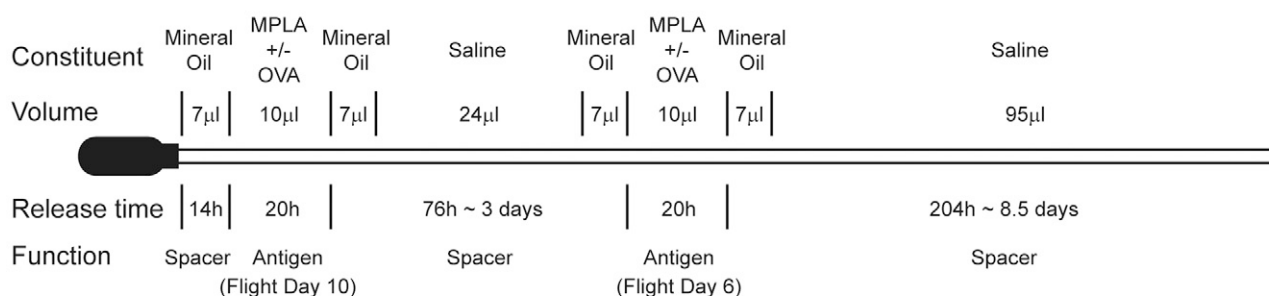 Constituent Mineral Oil MPLA +/- OVA Mineral Oil Saline Mineral Oil MPLA +/- OVA Mineral Oil Saline
Volume 7μl 10μl 7μl 24μl 7μl 10μl 7μl 95μl
Release time 14h 20h 76h ~ 3 days 20h 204h ~ 8.5 days
Function Spacer Antigen Spacer Antigen Spacer
(Flight Day 10) (Flight Day 6)